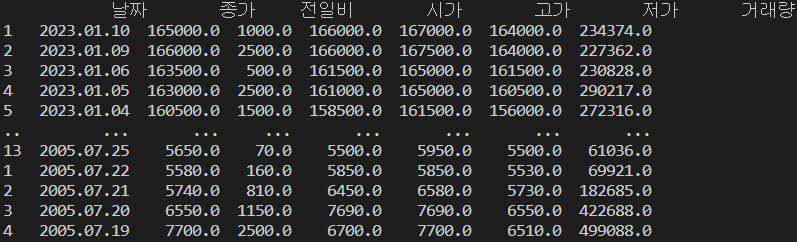 날짜 종가 전일비 시가 고가 저가 거래량
1 2023.01.10 165000.0 1000.0 166000.0 167000.0 164000.0 234374.0
2 2023.01.09 166000.0 2500.0 166000.0 167500.0 164000.0 227362.0
3 2023.01.06 163500.0 500.0 161500.0 165000.0 161500.0 230828.0
4 2023.01.05 163000.0 2500.0 161000.0 165000.0 160500.0 290217.0
5 2023.01.04 160500.0 1500.0 158500.0 161500.0 156000.0 272316.0
.. ... ... ... ... ... ... ...
13 2005.07.25 5650.0 70.0 5500.0 5950.0 5500.0 61036.0
1 2005.07.22 5580.0 160.0 5850.0 5850.0 5530.0 69921.0
2 2005.07.21 5740.0 810.0 6450.0 6580.0 5730.0 182685.0
3 2005.07.20 6550.0 1150.0 7690.0 7690.0 6550.0 422688.0
4 2005.07.19 7700.0 2500.0 6700.0 7700.0 6510.0 499088.0